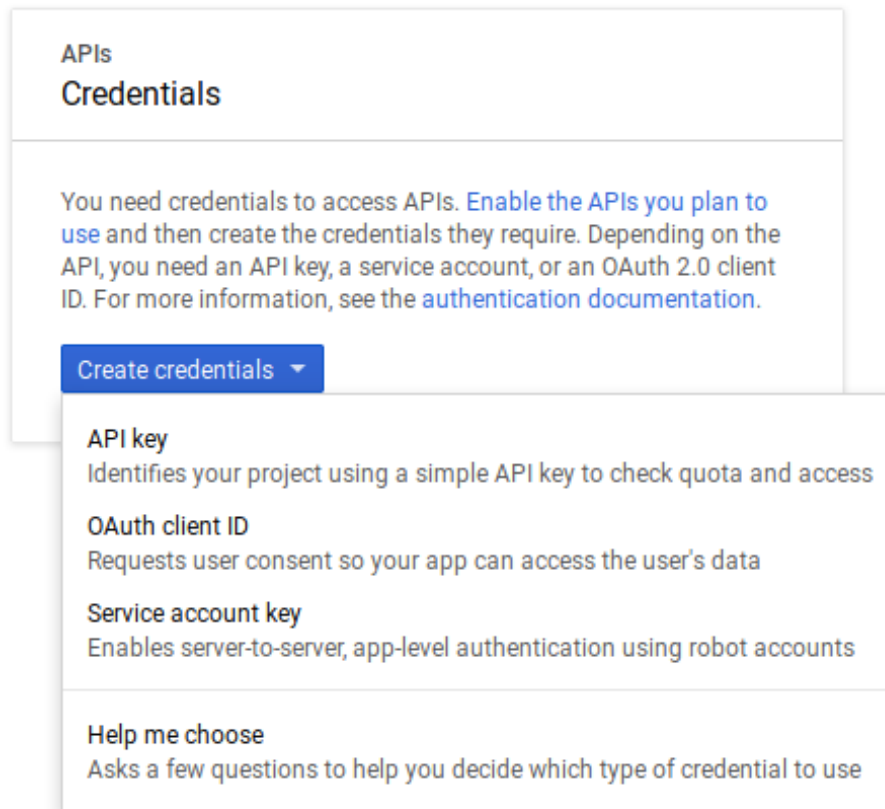 APIs
Credentials
You need credentials to access APIs. Enable the APIs you plan to
use and then create the credentials they require. Depending on the
API, you need an API key, a service account, or an OAuth 2.0 client
ID. For more information, see the authentication documentation.
Create credentials
API key
Identifies your project using a simple API key to check quota and access
OAuth client ID
Requests user consent so your app can access the user's data
Service account key
Enables server-to-server, app-level authentication using robot accounts
Help me choose
Asks a few questions to help you decide which type of credential to use